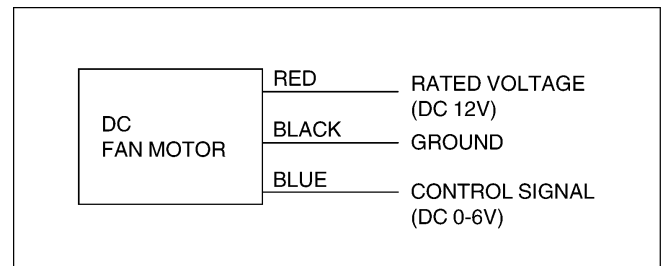 DC
FAN MOTOR
RED
RATED VOLTAGE
(DC 12V)
BLACK
GROUND
BLUE
CONTROL SIGNAL
(DC 0-6V)